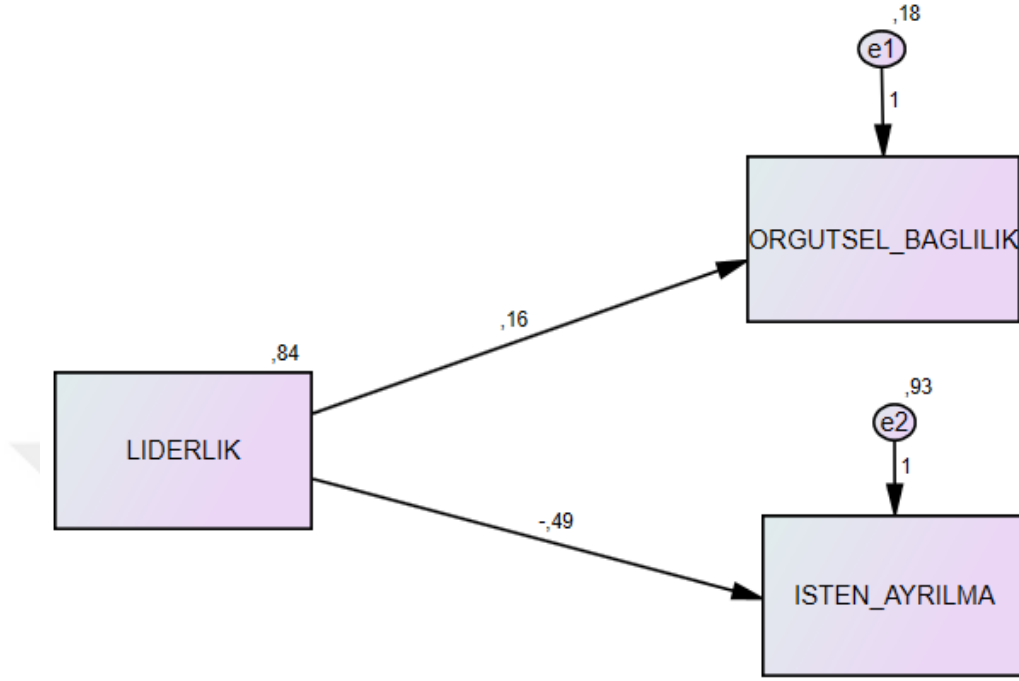 ,18
e1
1
ORGUTSEL_BAGLILIK
,16
,84
LIDERLIK
,93
e2
1
-,49
ISTEN_AYRILMA